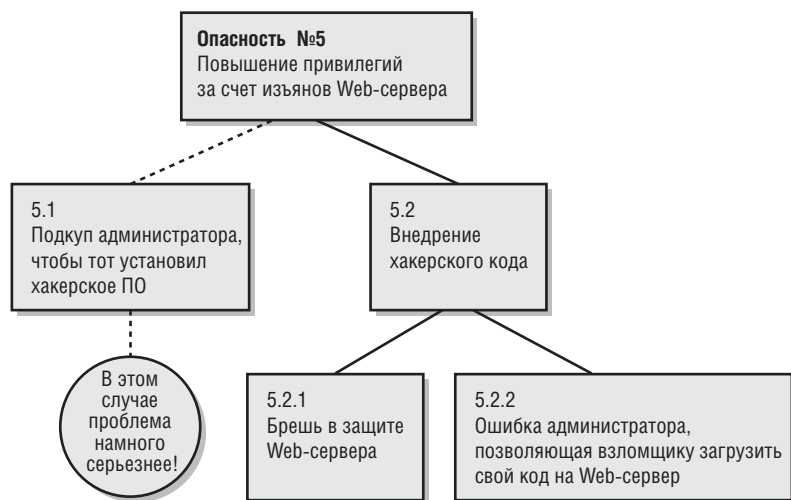 Опасность №5
Повышение привилегий
за счет изъянов Web-сервера
5.1
Подкуп администратора,
чтобы тот установил
хакерское ПО
5.2
Внедрение
хакерского кода
В этом
случае
проблема
намного
серьезнее!
5.2.1
Брешь в защите
Web-сервера
5.2.2
Ошибка администратора,
позволяющая взломщику загрузить
свой код на Web-сервер